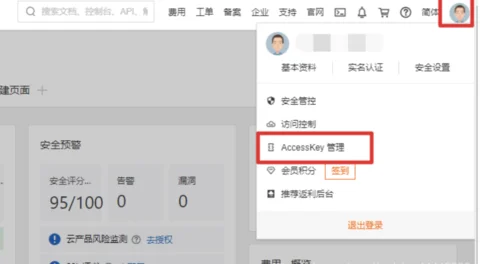 搜索文档、控制台、API、解 费用 工单 备案 企业 支持 官网 简体
基本资料 实名认证 安全设置
建页面
安全管控
访问控制
安全预警
AccessKey 管理
安全评分... 告警 漏洞
会员积分 签到
95/100 0 0
推荐返利后台
退出登录
云产品风险监测 去授权
费用 概览